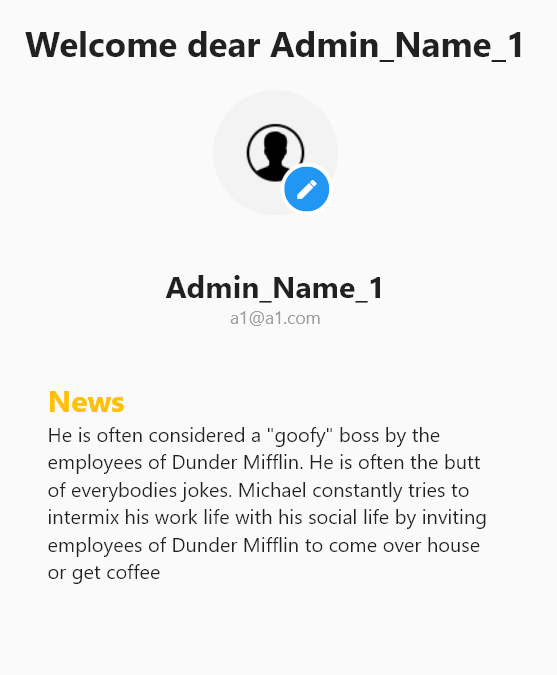 Welcome dear Admin_Name_1
Admin_Name_1
a1@a1.com
News
He is often considered a "goofy" boss by the
employees of Dunder Mifflin. He is often the butt
of everybodies jokes. Michael constantly tries to
intermix his work life with his social life by inviting
employees of Dunder Mifflin to come over house
or get coffee